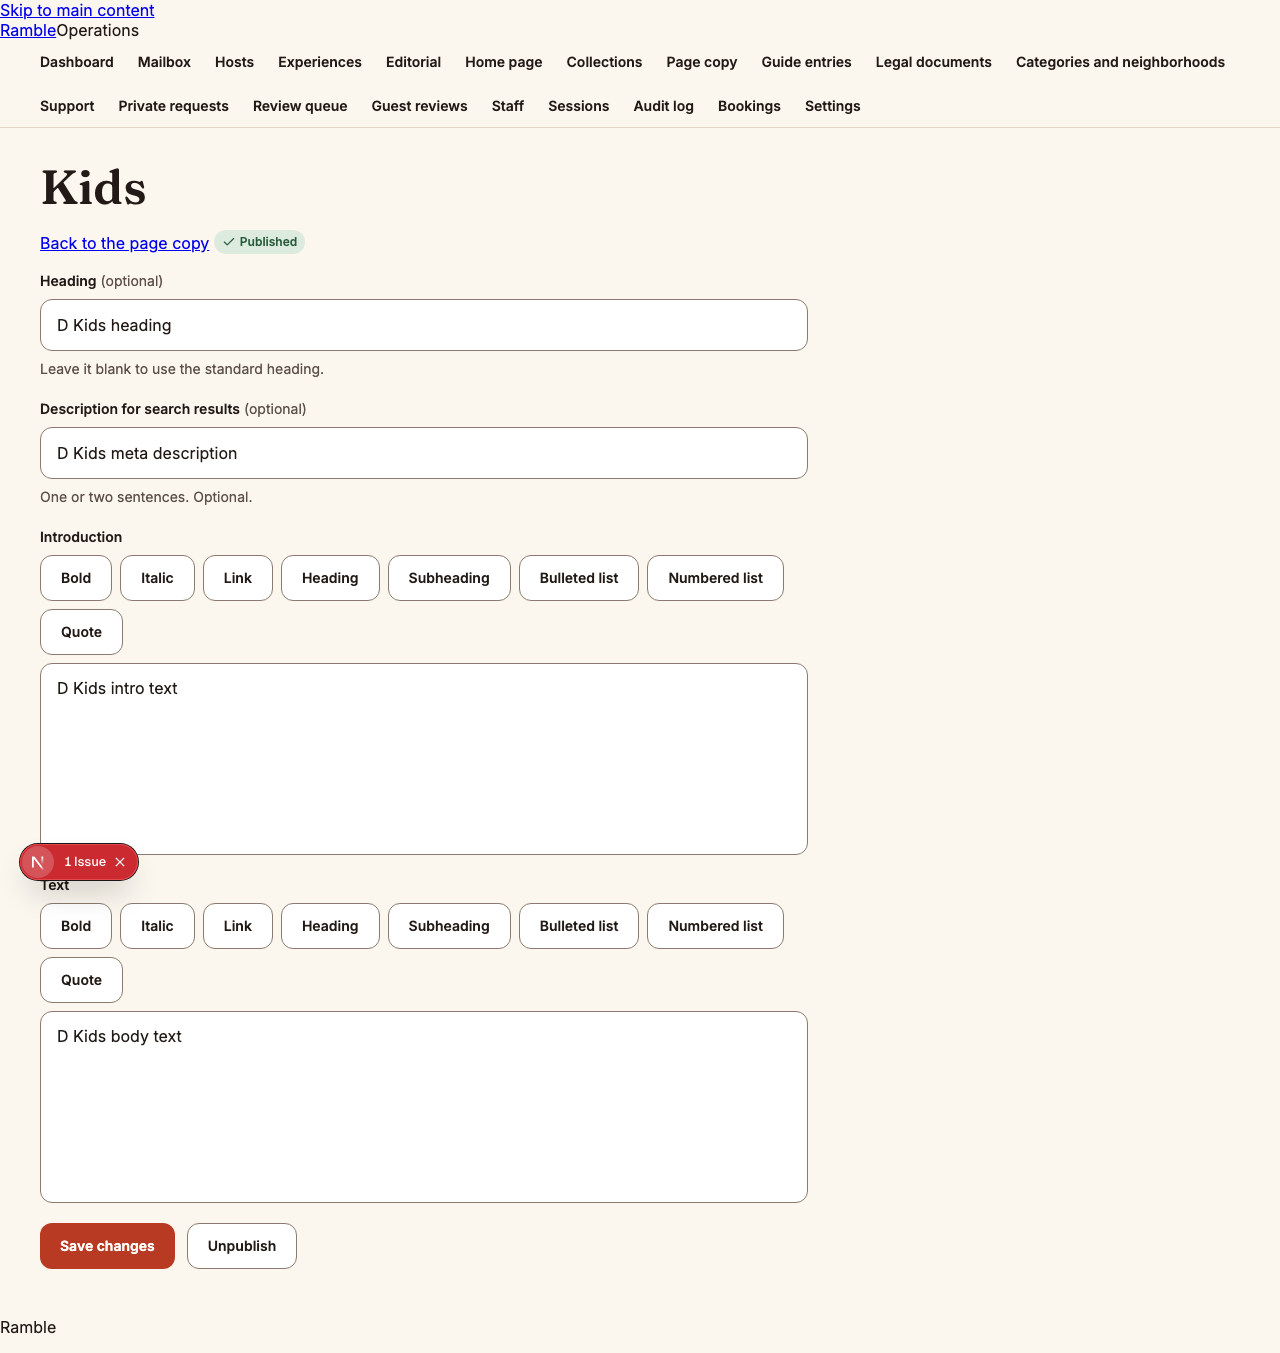 Skip to main content
RambleOperations
Dashboard Mailbox Hosts Experiences Editorial Home page Collections Page copy Guide entries Legal documents Categories and neighborhoods
Support Private requests Review queue Guest reviews Staff Sessions Audit log Bookings Settings
Kids
Back to the page copy Published
Heading (optional)
D Kids heading
Leave it blank to use the standard heading.
Description for search results (optional)
D Kids meta description
One or two sentences. Optional.
Introduction
Bold Italic Link Heading Subheading Bulleted list Numbered list
Quote
D Kids intro text
N 1 Issue
Text
Bold Italic Link Heading Subheading Bulleted list Numbered list
Quote
D Kids body text
Save changes Unpublish
Ramble